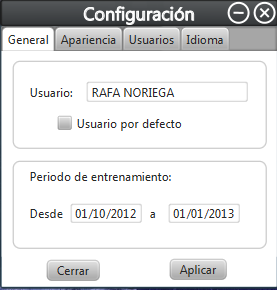 Configuración
General Apariencia Usuarios Idioma
Usuario: RAFA NORIEGA
Usuario por defecto
Periodo de entrenamiento:
Desde 01/10/2012 a 01/01/2013
Cerrar Aplicar